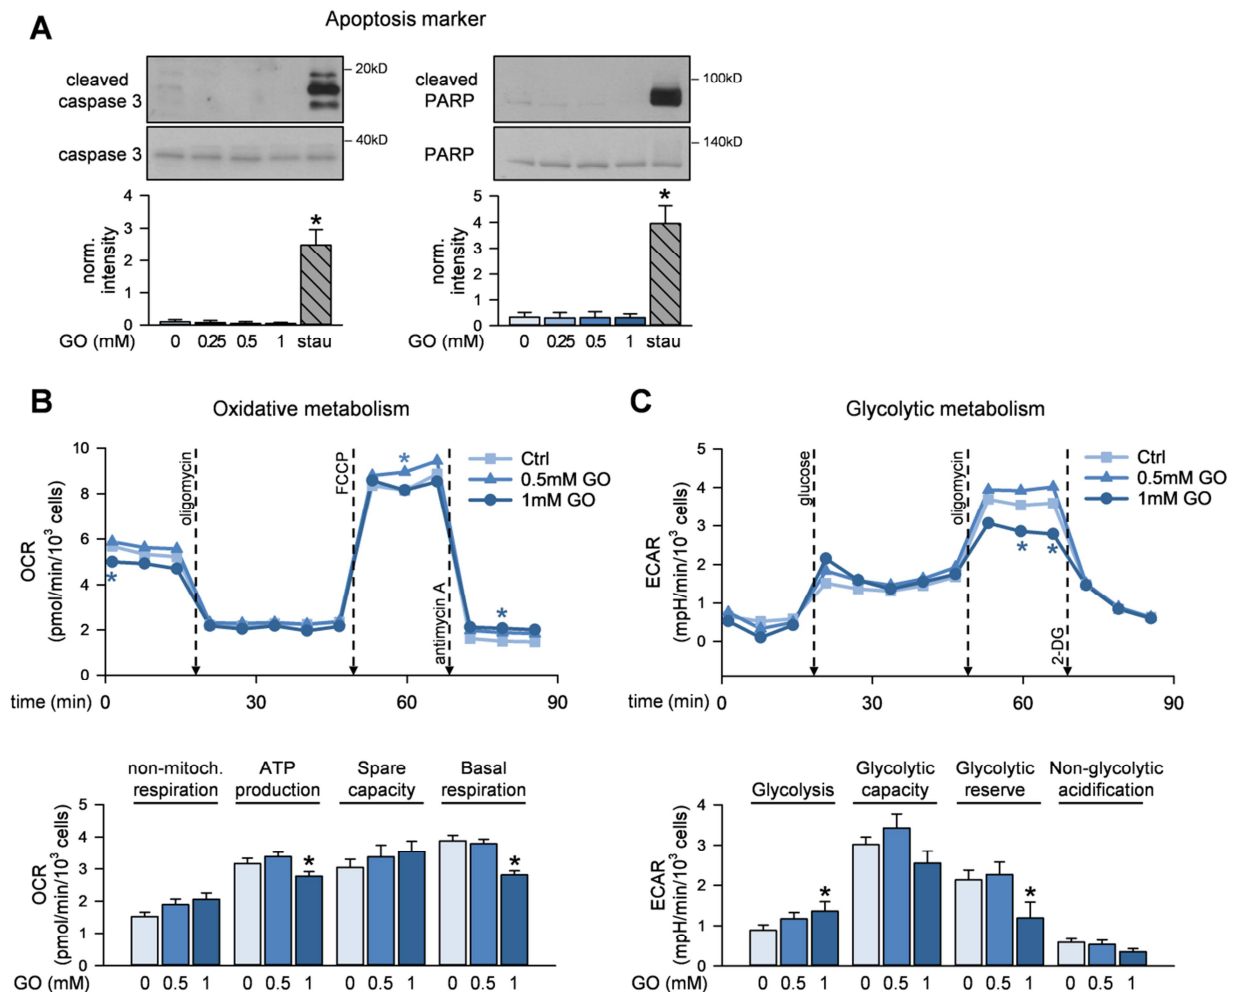 A
Apoptosis marker
cleaved
caspase 3
20kD
caspase 3
40kD
cleaved
PARP
100kD
PARP
140kD
norm.
intensity
4
3
2
1
0
GO (mM) 0 0.25 0.5 1 stau
*
norm.
intensity
5
4
3
2
1
0
GO (mM) 0 0.25 0.5 1 stau
*
B
Oxidative metabolism
OCR
(pmol/min/10³ cells)
10
8
6
4
2
0
oligomycin
FCCP
antimycin A
*
*
*
Ctrl
0.5mM GO
1mM GO
time (min) 0 30 60 90
C
Glycolytic metabolism
ECAR
(mpH/min/10³ cells)
5
4
3
2
1
0
glucose
oligomycin
2-DG
* *
Ctrl
0.5mM GO
1mM GO
time (min) 0 30 60 90
non-mitoch.
respiration
ATP
production
Spare
capacity
Basal
respiration
OCR
(pmol/min/10³ cells)
5
4
3
2
1
0
* *
GO (mM) 0 0.5 1 0 0.5 1 0 0.5 1 0 0.5 1
Glycolysis
Glycolytic
capacity
Glycolytic
reserve
Non-glycolytic
acidification
ECAR
(mpH/min/10³ cells)
4
3
2
1
0
* *
GO (mM) 0 0.5 1 0 0.5 1 0 0.5 1 0 0.5 1